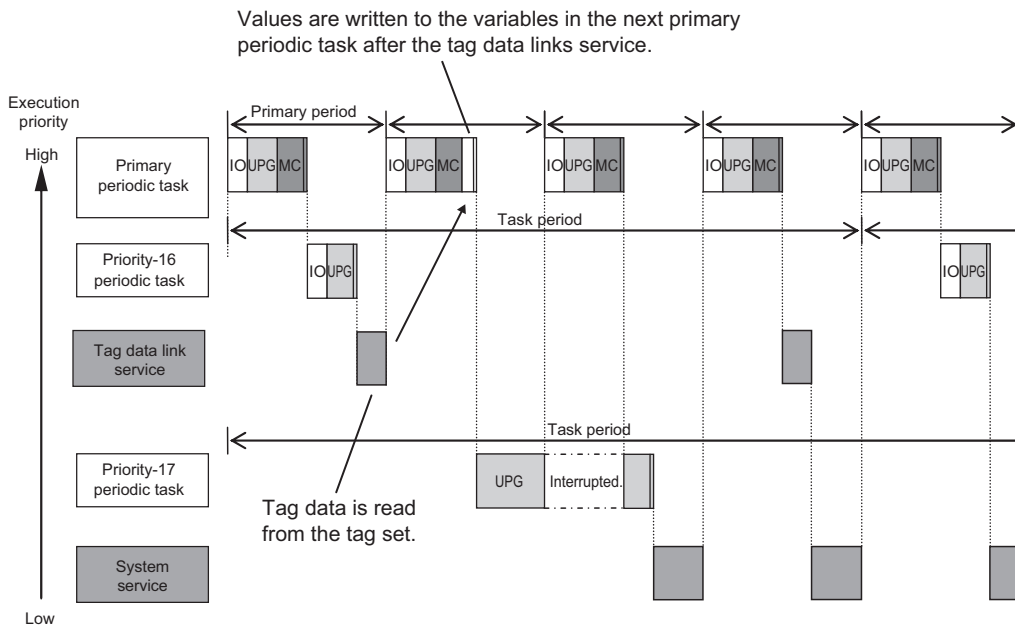 Values are written to the variables in the next primary
periodic task after the tag data links service.
Execution
priority
High
Primary period
Primary
periodic task
IO UPG MC
IO UPG MC
IO UPG MC
IO UPG MC
IO UPG MC
Task period
Priority-16
periodic task
IO UPG
IO UPG
Tag data link
service
Task period
Priority-17
periodic task
UPG
Interrupted.
Tag data is read
from the tag set.
System
service
Low